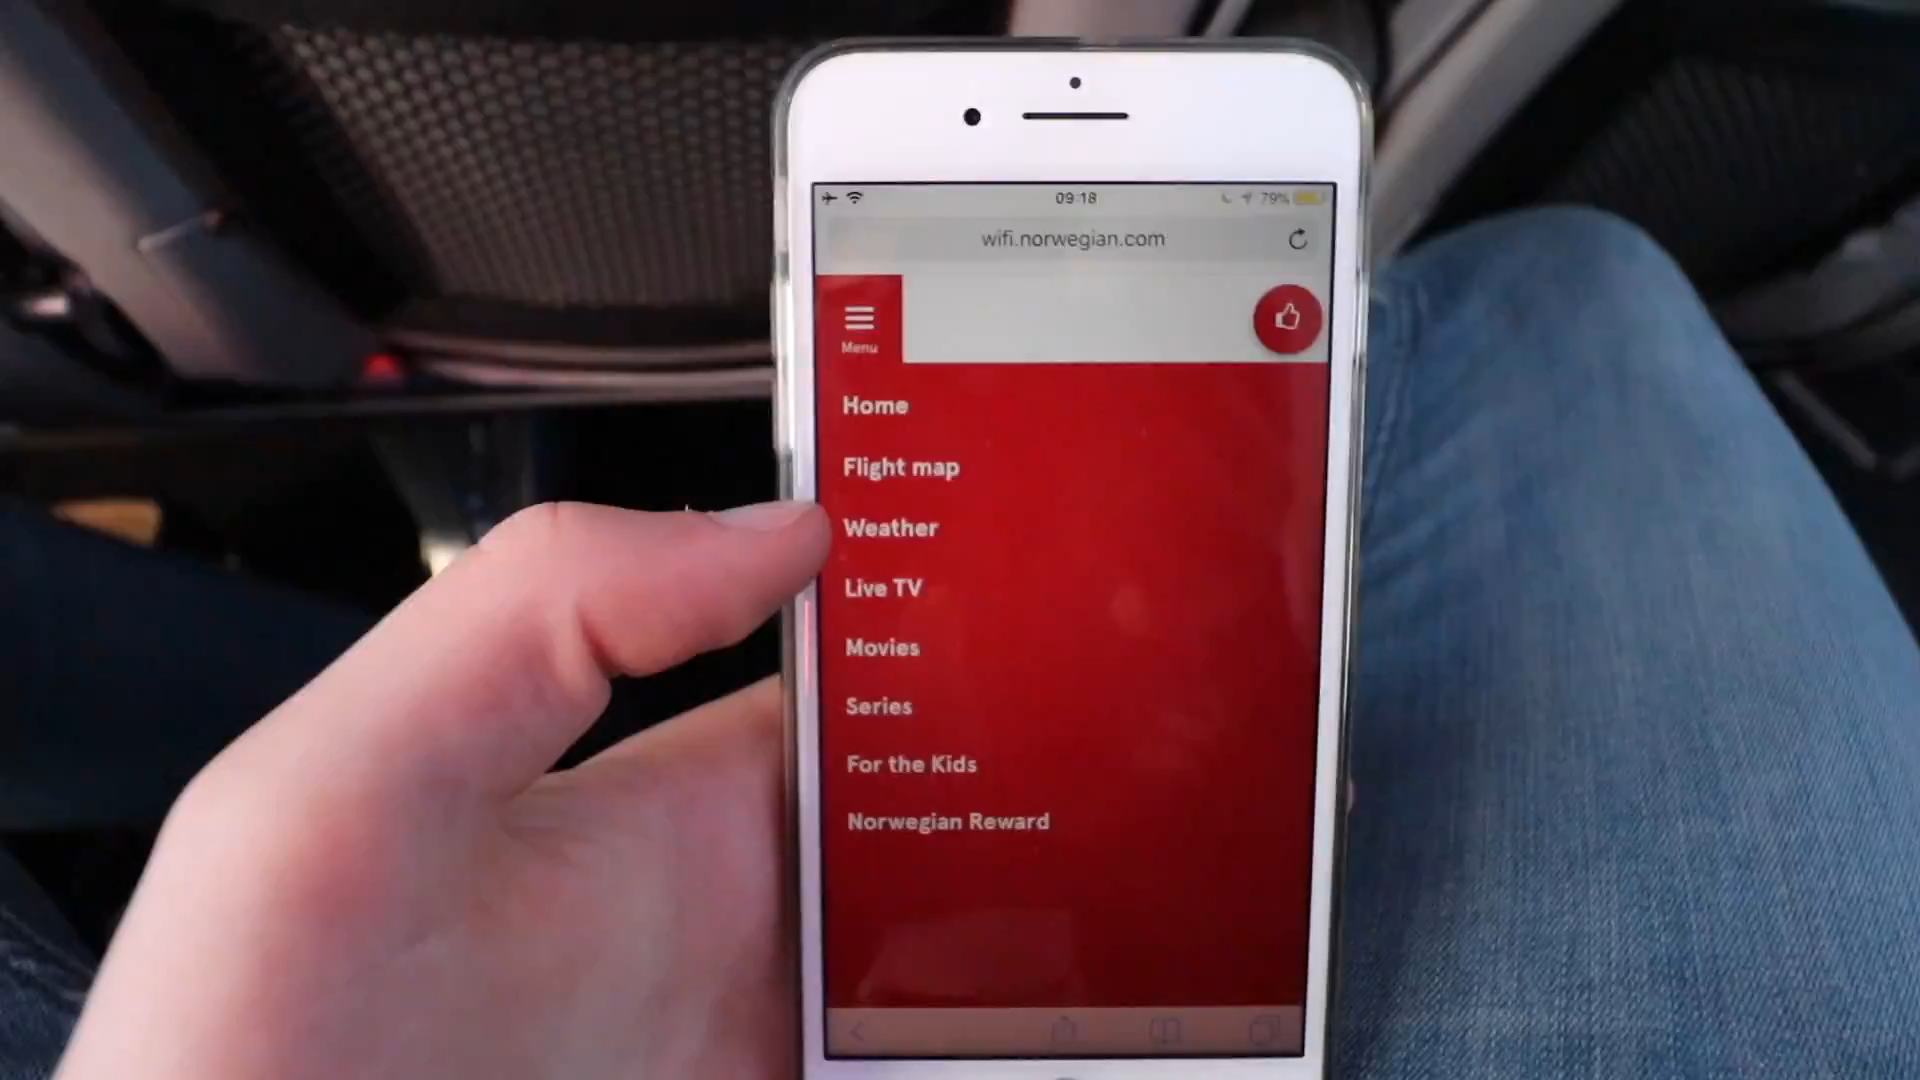 09:18
79%
wifi.norwegian.com
Menu
Home
Flight map
Weather
Live TV
Movies
Series
For the Kids
Norwegian Reward